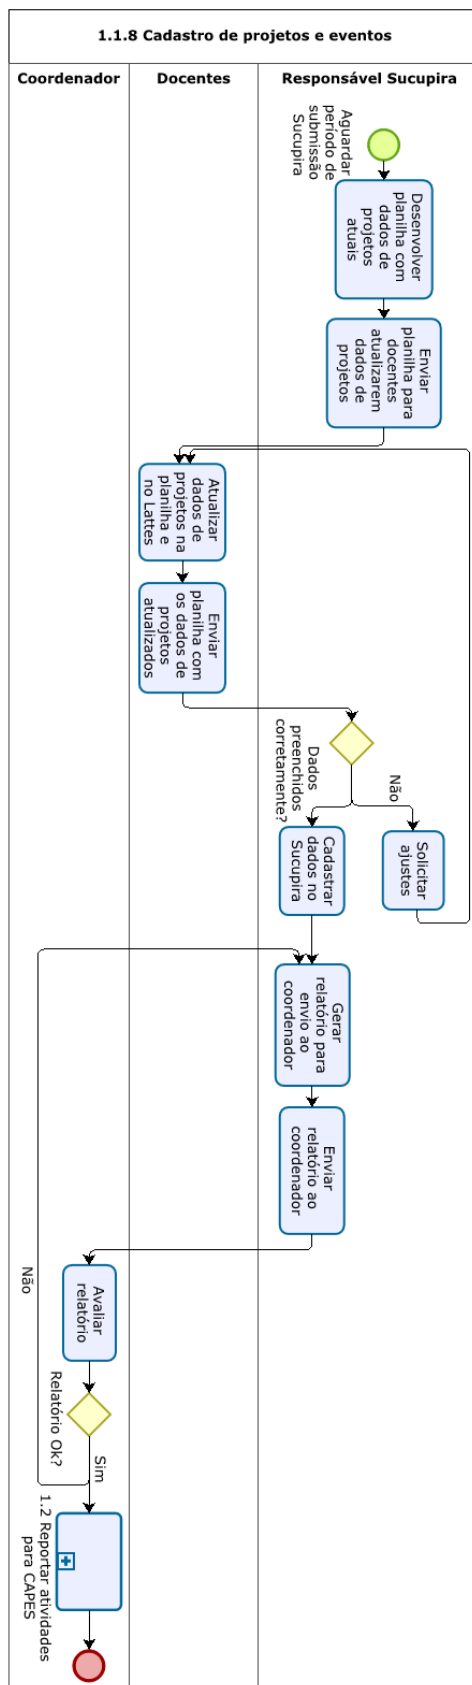 1.1.8 Cadastro de projetos e eventos
Coordenador
Docentes
Responsável Sucupira
Aguardar
período de
submissão
Sucupira
Desenvolver
planilha com
dados de
projetos
atuais
Enviar
planilha para
docentes
atualizarem
dados de
projetos
Atualizar
dados de
projetos na
planilha e
no Lattes
Enviar
planilha com
os dados de
projetos
atualizados
Dados
preenchidos
corretamente?
Não
Solicitar
ajustes
Cadastrar
dados no
Sucupira
Gerar
relatório para
envio ao
coordenador
Enviar
relatório ao
coordenador
Avaliar
relatório
Relatório Ok?
Não
Sim
1.2 Reportar atividades
para CAPES